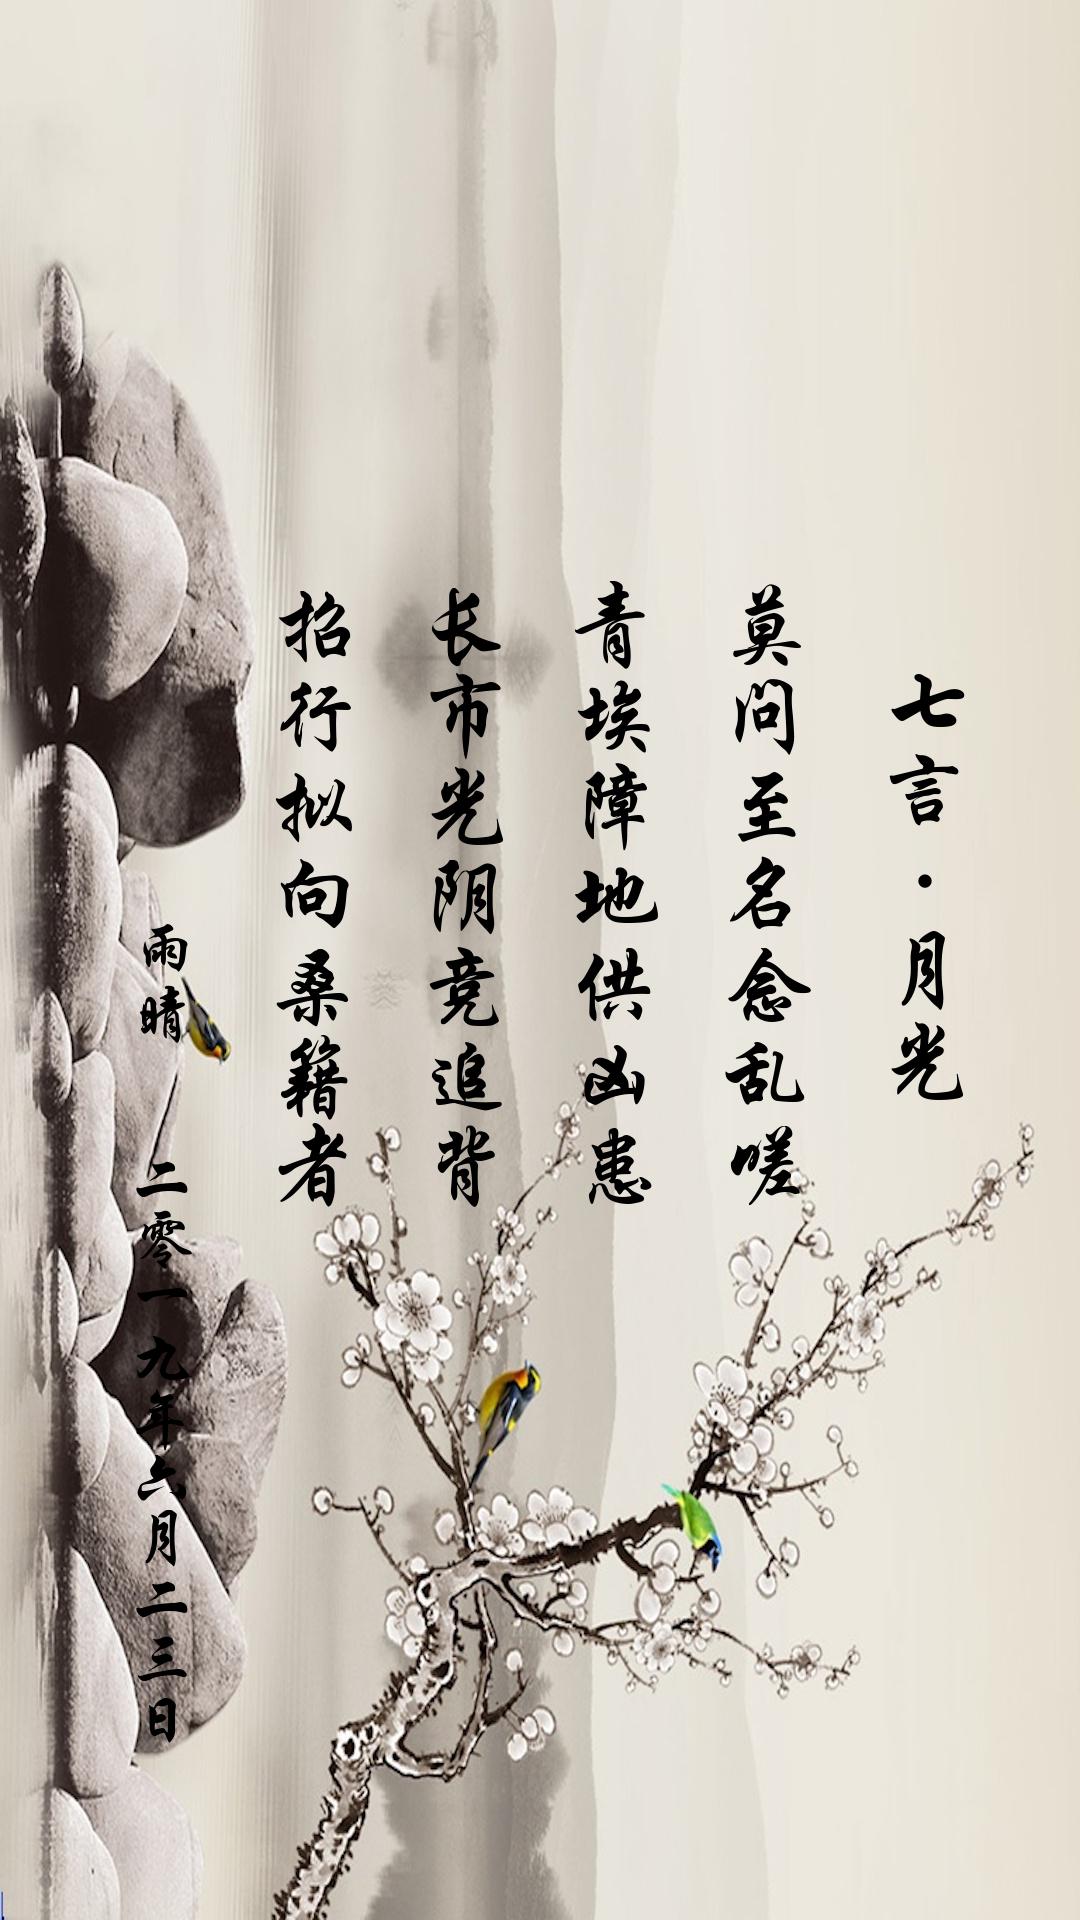 七言·月光
莫问至名念乱嗟
青埃障地供凶患
长市光阴竞追背
招行拟向桑籍者
雨晴
二零一九年六月二三日